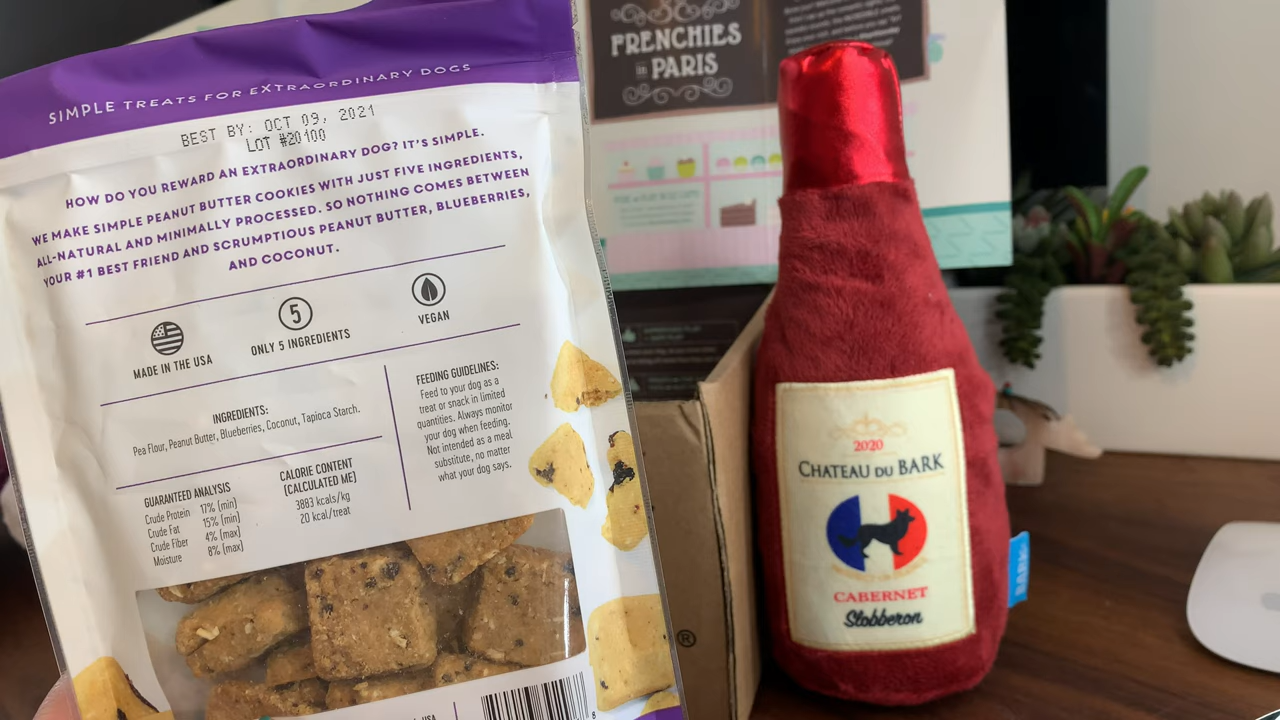 SIMPLE TREATS FOR EXTRAORDINARY DOGS
BEST BY: OCT 09, 2021
LOT #20100
HOW DO YOU REWARD AN EXTRAORDINARY DOG? IT'S SIMPLE.
WE MAKE SIMPLE PEANUT BUTTER COOKIES WITH JUST FIVE INGREDIENTS,
ALL-NATURAL AND MINIMALLY PROCESSED. SO NOTHING COMES BETWEEN
YOUR #1 BEST FRIEND AND SCRUMPTIOUS PEANUT BUTTER, BLUEBERRIES,
AND COCONUT.
MADE IN THE USA
5
ONLY 5 INGREDIENTS
VEGAN
INGREDIENTS:
Pea Flour, Peanut Butter, Blueberries, Coconut, Tapioca Starch.
GUARANTEED ANALYSIS
Crude Protein 17% (min)
Crude Fat 15% (min)
Crude Fiber 4% (max)
Moisture 8% (max)
CALORIE CONTENT
(CALCULATED ME)
3883 kcals/kg
20 kcal/treat
FEEDING GUIDELINES:
Feed to your dog as a
treat or snack in limited
quantities. Always monitor
your dog when feeding.
Not intended as a meal
substitute, no matter
what your dog says.
FRENCHIES
IN
PARIS
2020
CHATEAU DU BARK
CABERNET
Slobberon
BARK
®